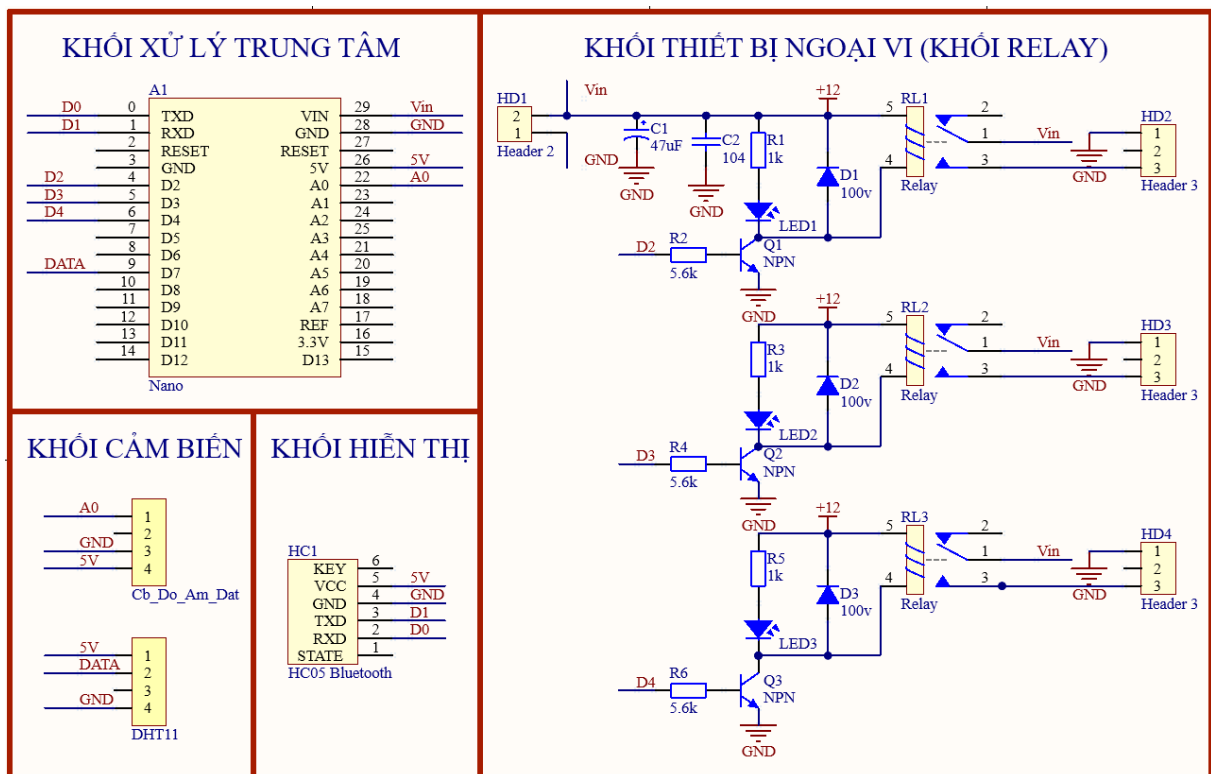 KHỐI XỬ LÝ TRUNG TÂM
A1
D0 0 TXD VIN 29 Vin
D1 1 RXD GND 28 GND
2 RESET RESET 27
3 GND 5V 26 5V
D2 4 D2 A0 22 A0
D3 5 D3 A1 23
D4 6 D4 A2 24
7 D5 A3 25
8 D6 A4 21
DATA 9 D7 A5 20
10 D8 A6 19
11 D9 A7 18
12 D10 REF 17
13 D11 3.3V 16
14 D12 D13 15
Nano
KHỐI CẢM BIẾN
A0 1
2
GND 3
5V 4
Cb_Do_Am_Dat
5V 1
DATA 2
3
GND 4
DHT11
KHỐI HIỄN THỊ
HC1
KEY 6
VCC 5 5V
GND 4 GND
TXD 3 D1
RXD 2 D0
STATE 1
HC05 Bluetooth
KHỐI THIẾT BỊ NGOẠI VI (KHỐI RELAY)
HD1
2
1
Header 2
Vin
GND
C1
47uF
GND
C2
104
GND
R1
1k
LED1
+12
D1
100v
D2
R2
5.6k
Q1
NPN
GND
5 RL1 2
1 Vin
4 3
Relay
GND
HD2
1
2
3
Header 3
+12
R3
1k
LED2
D2
100v
D3
R4
5.6k
Q2
NPN
GND
5 RL2 2
1 Vin
4 3
Relay
GND
HD3
1
2
3
Header 3
+12
R5
1k
LED3
D3
100v
D4
R6
5.6k
Q3
NPN
GND
5 RL3 2
1 Vin
4 3
Relay
GND
HD4
1
2
3
Header 3